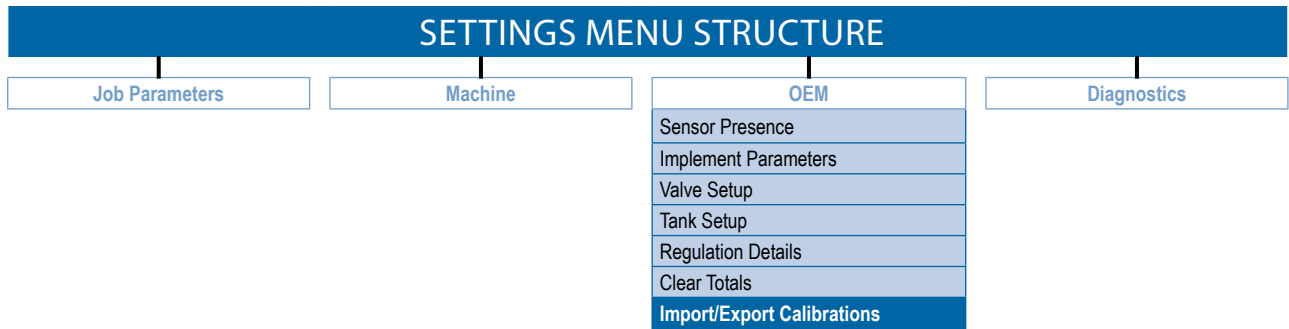 SETTINGS MENU STRUCTURE
Job Parameters
Machine
OEM
Diagnostics
Sensor Presence
Implement Parameters
Valve Setup
Tank Setup
Regulation Details
Clear Totals
Import/Export Calibrations